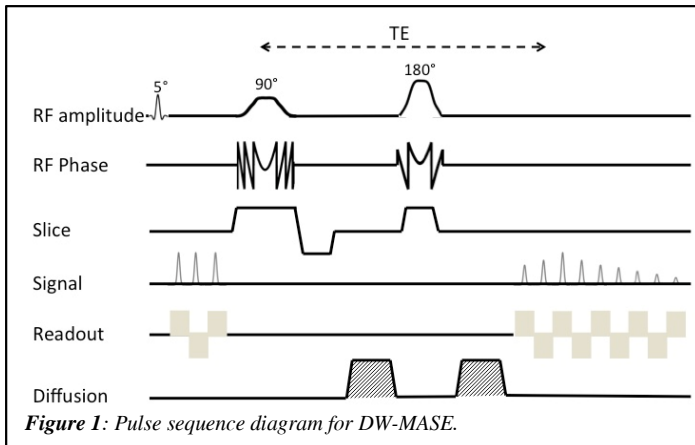 TE
5°
90°
180°
RF amplitude
RF Phase
Slice
Signal
Readout
Diffusion
Figure 1: Pulse sequence diagram for DW-MASE.